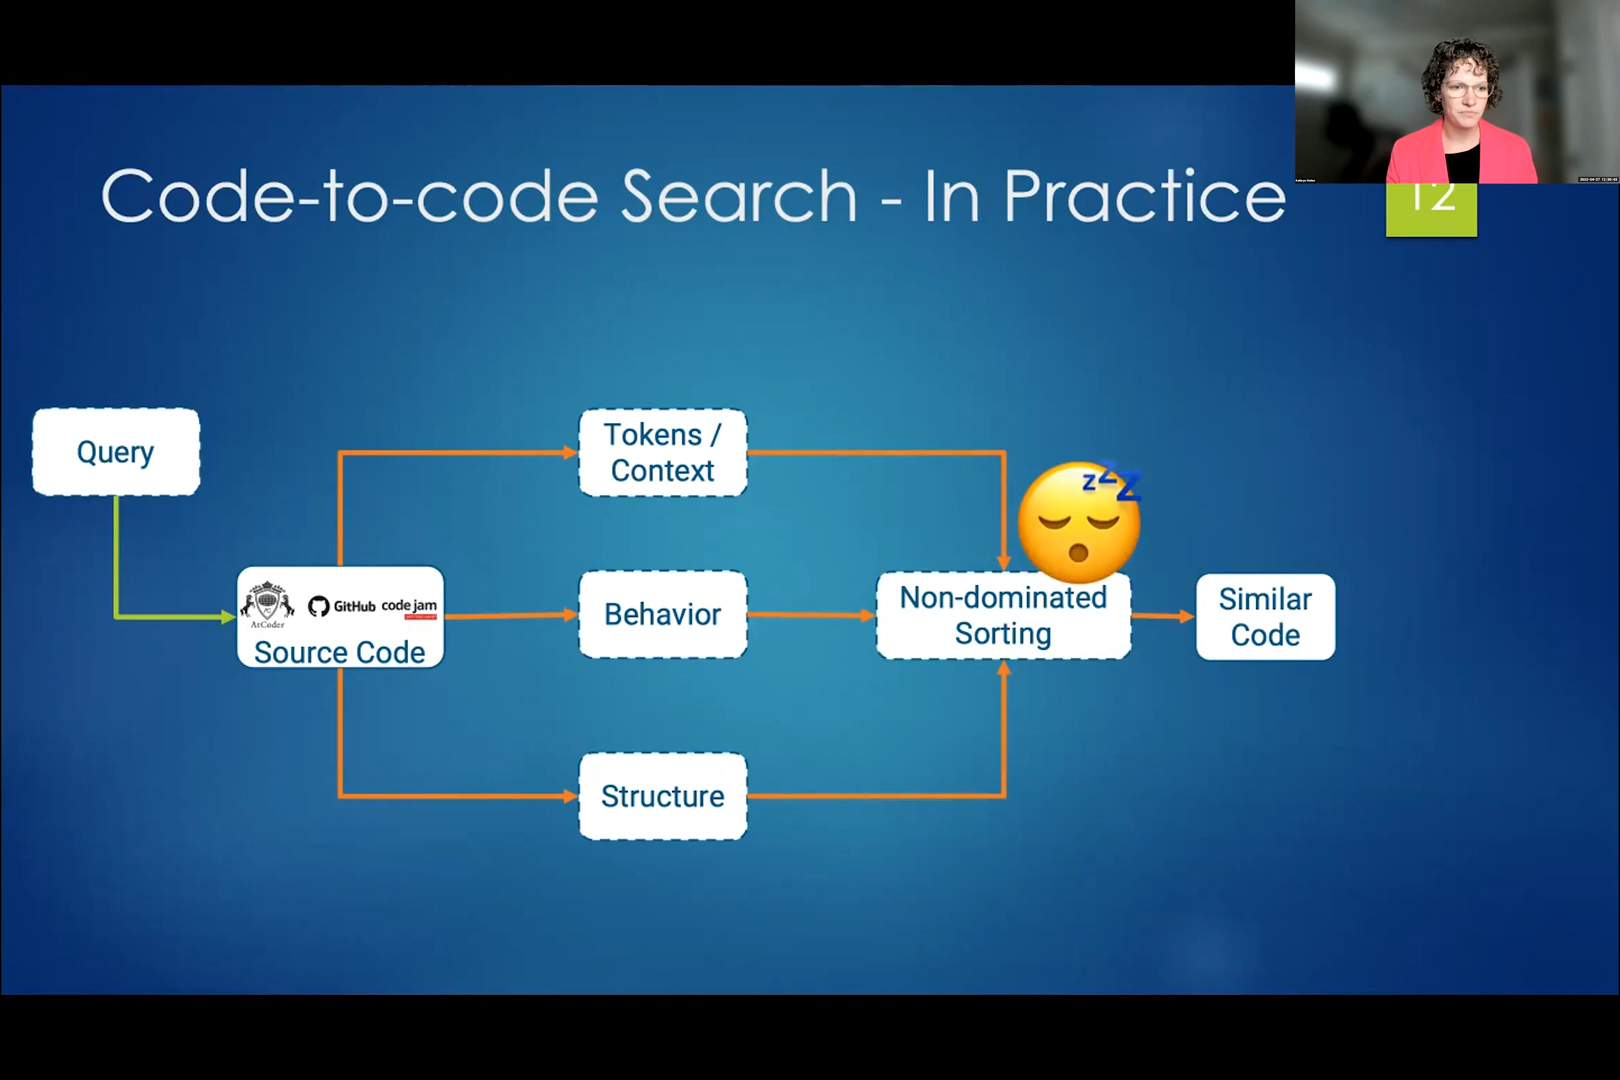 Code-to-code Search - In Practice
12
Query
Tokens /
Context
z z Z
AtCoder
GitHub
code jam
Source Code
Behavior
Non-dominated
Sorting
Similar
Code
Structure